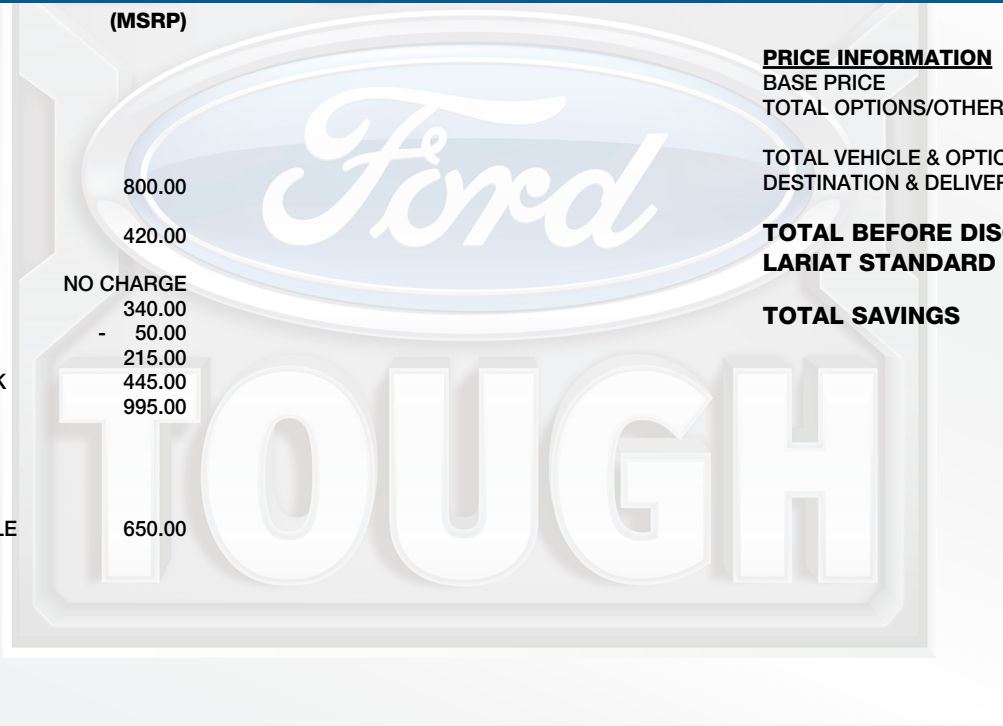 (MSRP)
800.00
420.00
NO CHARGE
340.00
- 50.00
215.00
K 445.00
995.00
LE 650.00
PRICE INFORMATION
BASE PRICE
TOTAL OPTIONS/OTHER
TOTAL VEHICLE & OPTIO
DESTINATION & DELIVER
TOTAL BEFORE DIS
LARIAT STANDARD
TOTAL SAVINGS
Ford
TOUGH